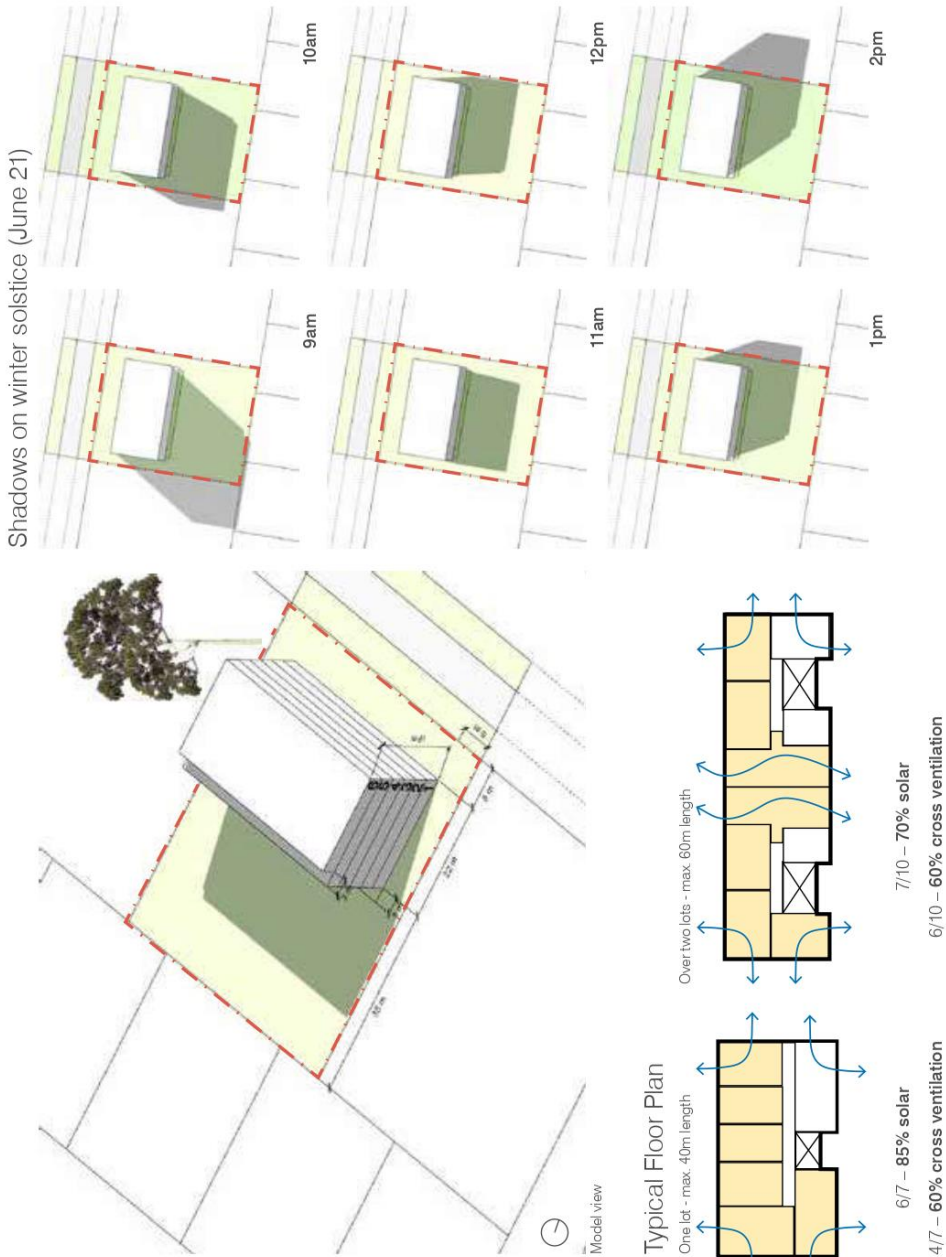 Shadows on winter solstice (June 21)
9am
10am
11am
12pm
1pm
2pm
Model view
22 m
Typical Floor Plan
One lot - max. 40m length
6/7 – 85% solar
4/7 – 60% cross ventilation
Over two lots - max. 60m length
7/10 – 70% solar
6/10 – 60% cross ventilation